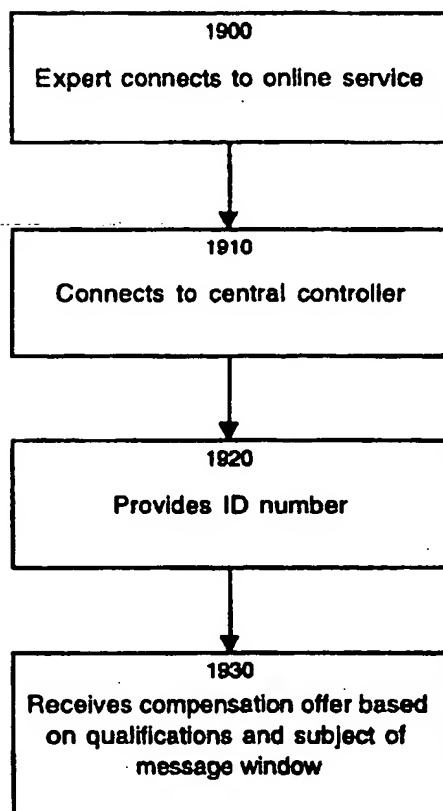 1900
Expert connects to online service
1910
Connects to central controller
1920
Provides ID number
1930
Receives compensation offer based
on qualifications and subject of
message window